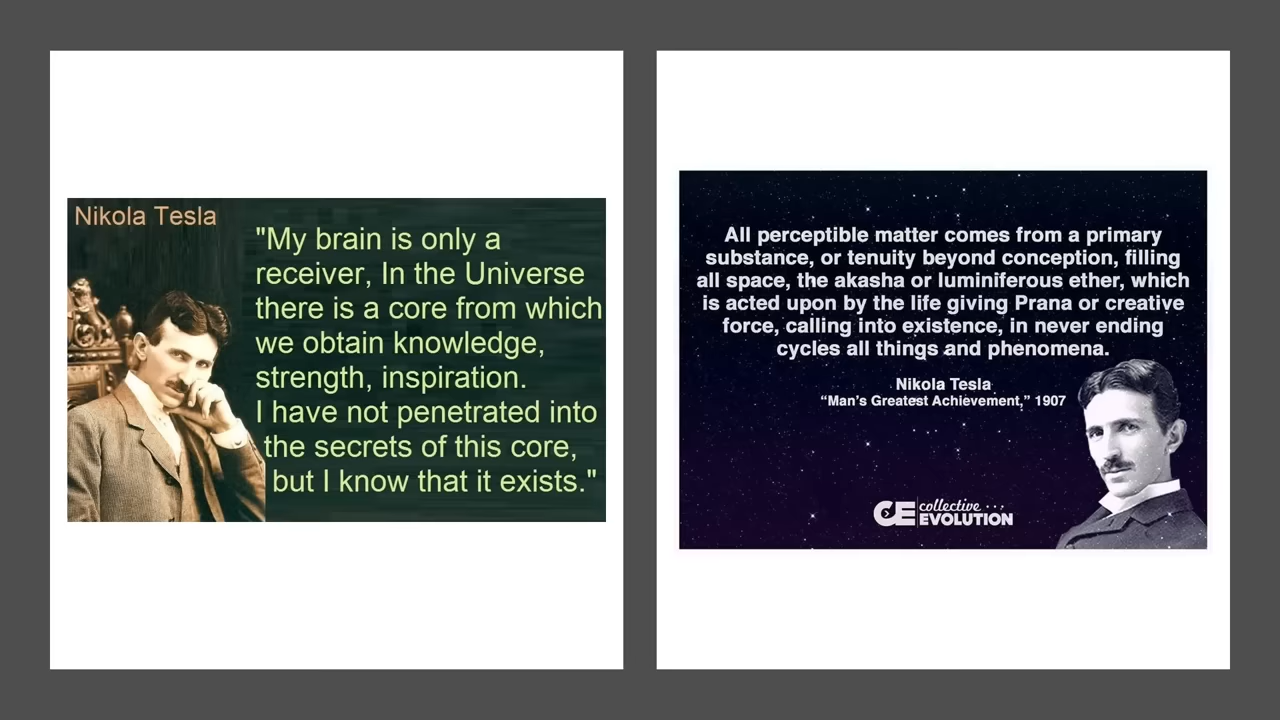 Nikola Tesla
"My brain is only a
receiver, In the Universe
there is a core from which
we obtain knowledge,
strength, inspiration.
I have not penetrated into
the secrets of this core,
but I know that it exists."
All perceptible matter comes from a primary
substance, or tenuity beyond conception, filling
all space, the akasha or luminiferous ether, which
is acted upon by the life giving Prana or creative
force, calling into existence, in never ending
cycles all things and phenomena.
Nikola Tesla
“Man’s Greatest Achievement,” 1907
CE collective
EVOLUTION